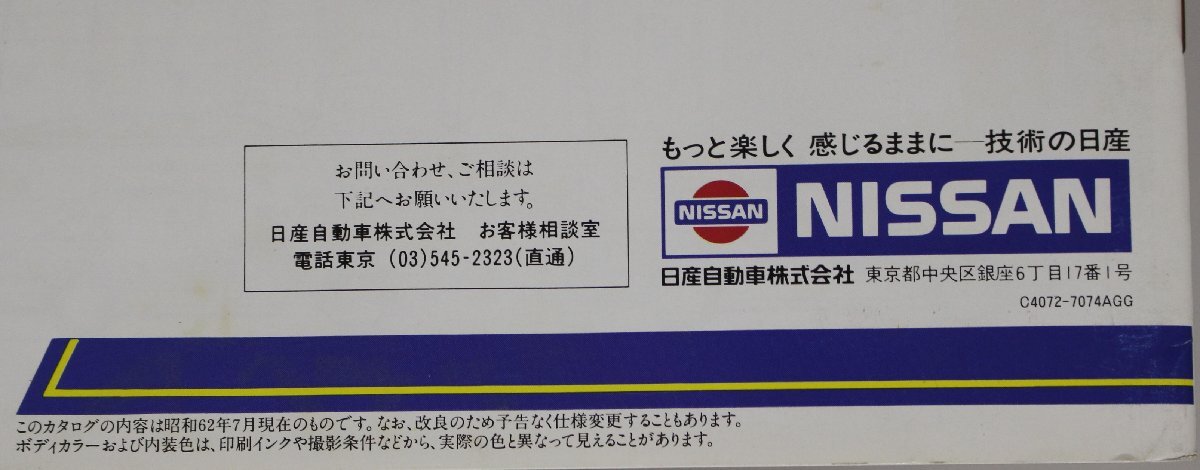 お問い合わせ、ご相談は
下記へお願いいたします。
日産自動車株式会社 お客様相談室
電話東京 (03)545-2323(直通)
もっと楽しく 感じるままに—技術の日産
NISSAN NISSAN
日産自動車株式会社 東京都中央区銀座6丁目17番1号
C4072-7074AGG
このカタログの内容は昭和62年7月現在のものです。なお、改良のため予告なく仕様変更することもあります。
ボディカラーおよび内装色は、印刷インクや撮影条件などから、実際の色と異なって見えることがあります。